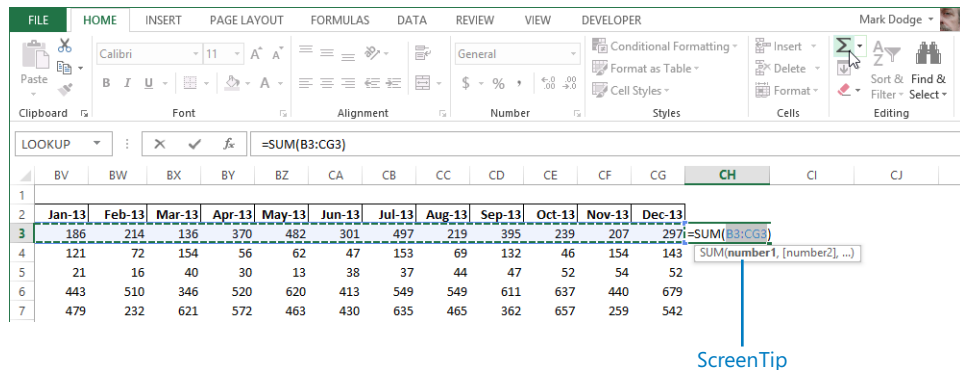 FILE HOME INSERT PAGE LAYOUT FORMULAS DATA REVIEW VIEW DEVELOPER Mark Dodge
Calibri 11 A A General Conditional Formatting Insert Σ A Z
Paste B I U A $ % , .0 .00 .00 .0 Format as Table Delete Sort & Find &
Cell Styles Format Filter Select
Clipboard Font Alignment Number Styles Cells Editing
LOOKUP fx =SUM(B3:CG3)
BV BW BX BY BZ CA CB CC CD CE CF CG CH CI CJ
1
2 Jan-13 Feb-13 Mar-13 Apr-13 May-13 Jun-13 Jul-13 Aug-13 Sep-13 Oct-13 Nov-13 Dec-13
3 186 214 136 370 482 301 497 219 395 239 207 297 =SUM(B3:CG3)
4 121 72 154 56 62 47 153 69 132 46 154 143 SUM(number1, [number2], ...)
5 21 16 40 30 13 38 37 44 47 52 54 52
6 443 510 346 520 620 413 549 549 611 637 440 679
7 479 232 621 572 463 430 635 465 362 657 259 542
ScreenTip